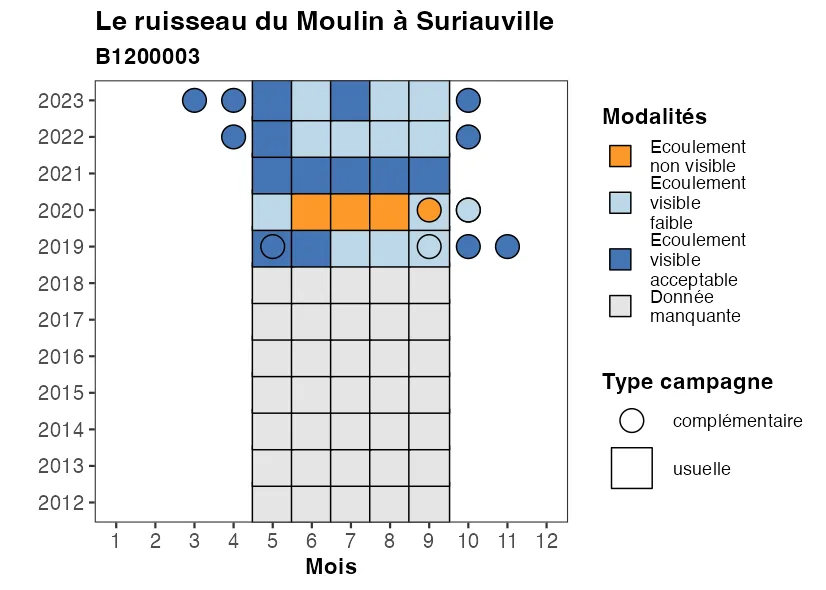 Le ruisseau du Moulin à Suriauville
B1200003
2023
2022
2021
2020
2019
2018
2017
2016
2015
2014
2013
2012
1 2 3 4 5 6 7 8 9 10 11 12
Mois
Modalités
Ecoulement
non visible
Ecoulement
visible
faible
Ecoulement
visible
acceptable
Donnée
manquante
Type campagne
complémentaire
usuelle